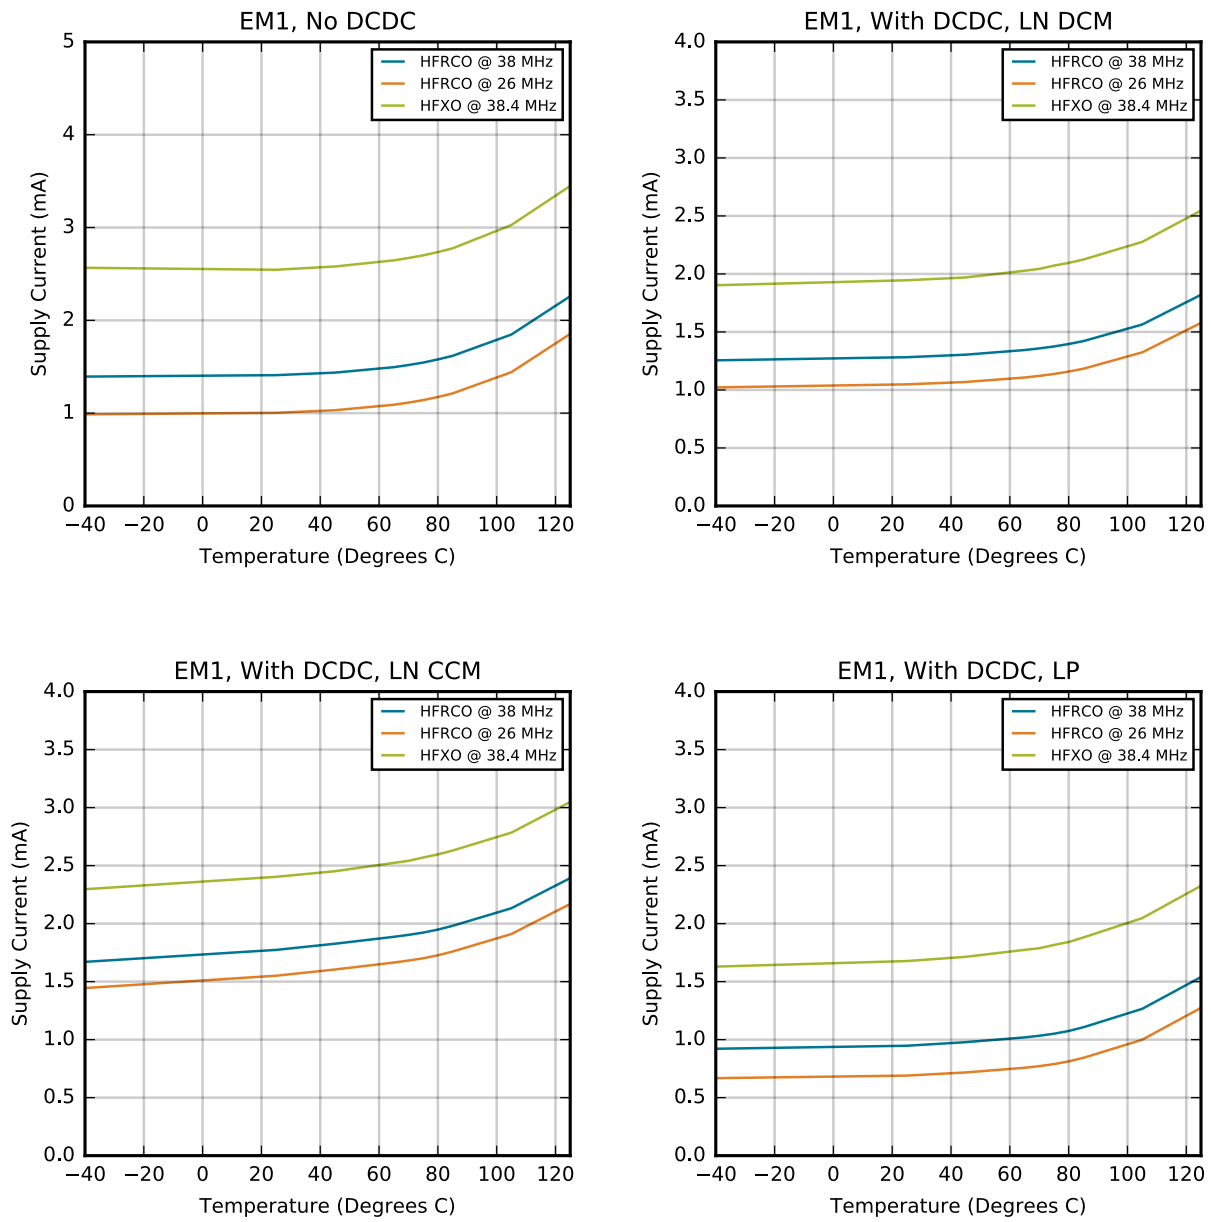 EM1, No DCDC
5
4
3
2
1
0
Supply Current (mA)
HFRCO @ 38 MHz
HFRCO @ 26 MHz
HFXO @ 38.4 MHz
−40 −20 0 20 40 60 80 100 120
Temperature (Degrees C)
EM1, With DCDC, LN DCM
4.0
3.5
3.0
2.5
2.0
1.5
1.0
0.5
0.0
Supply Current (mA)
HFRCO @ 38 MHz
HFRCO @ 26 MHz
HFXO @ 38.4 MHz
−40 −20 0 20 40 60 80 100 120
Temperature (Degrees C)
EM1, With DCDC, LN CCM
4.0
3.5
3.0
2.5
2.0
1.5
1.0
0.5
0.0
Supply Current (mA)
HFRCO @ 38 MHz
HFRCO @ 26 MHz
HFXO @ 38.4 MHz
−40 −20 0 20 40 60 80 100 120
Temperature (Degrees C)
EM1, With DCDC, LP
4.0
3.5
3.0
2.5
2.0
1.5
1.0
0.5
0.0
Supply Current (mA)
HFRCO @ 38 MHz
HFRCO @ 26 MHz
HFXO @ 38.4 MHz
−40 −20 0 20 40 60 80 100 120
Temperature (Degrees C)